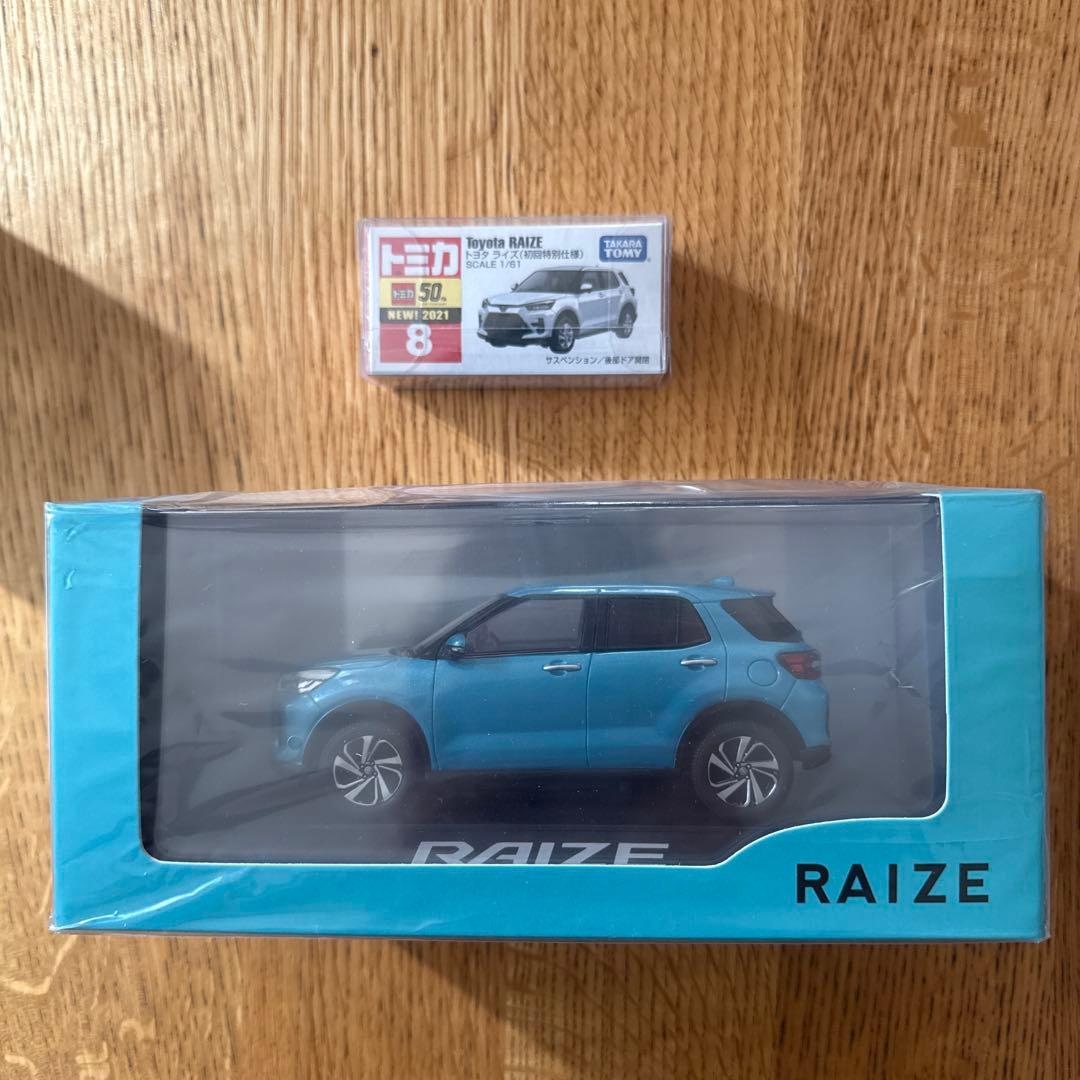 トミカ
Toyota RAIZE
トヨタ ライズ(初回特別仕様)
SCALE 1/61
TAKARA
TOMY
トミカ 50th
NEW! 2021
8
サスペンション/後部ドア開閉
RAIZE
RAIZE